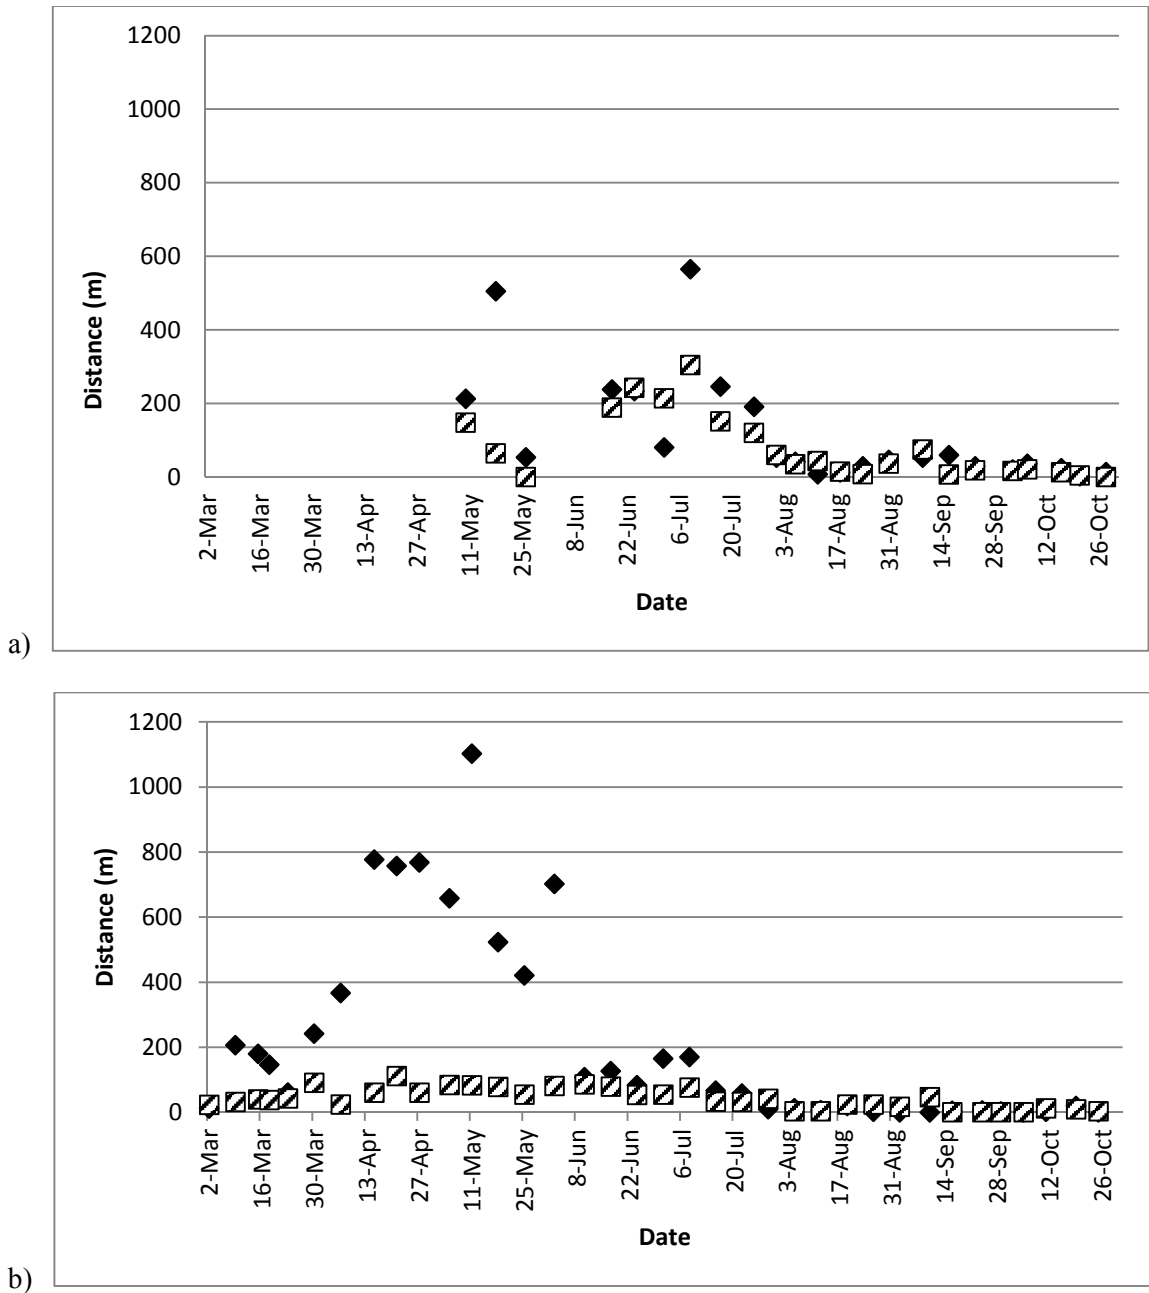 1200
1000
800
600
400
200
0
Distance (m)
2-Mar
16-Mar
30-Mar
13-Apr
27-Apr
11-May
25-May
8-Jun
22-Jun
6-Jul
20-Jul
3-Aug
17-Aug
31-Aug
14-Sep
28-Sep
12-Oct
26-Oct
Date
a)
1200
1000
800
600
400
200
0
Distance (m)
2-Mar
16-Mar
30-Mar
13-Apr
27-Apr
11-May
25-May
8-Jun
22-Jun
6-Jul
20-Jul
3-Aug
17-Aug
31-Aug
14-Sep
28-Sep
12-Oct
26-Oct
Date
b)